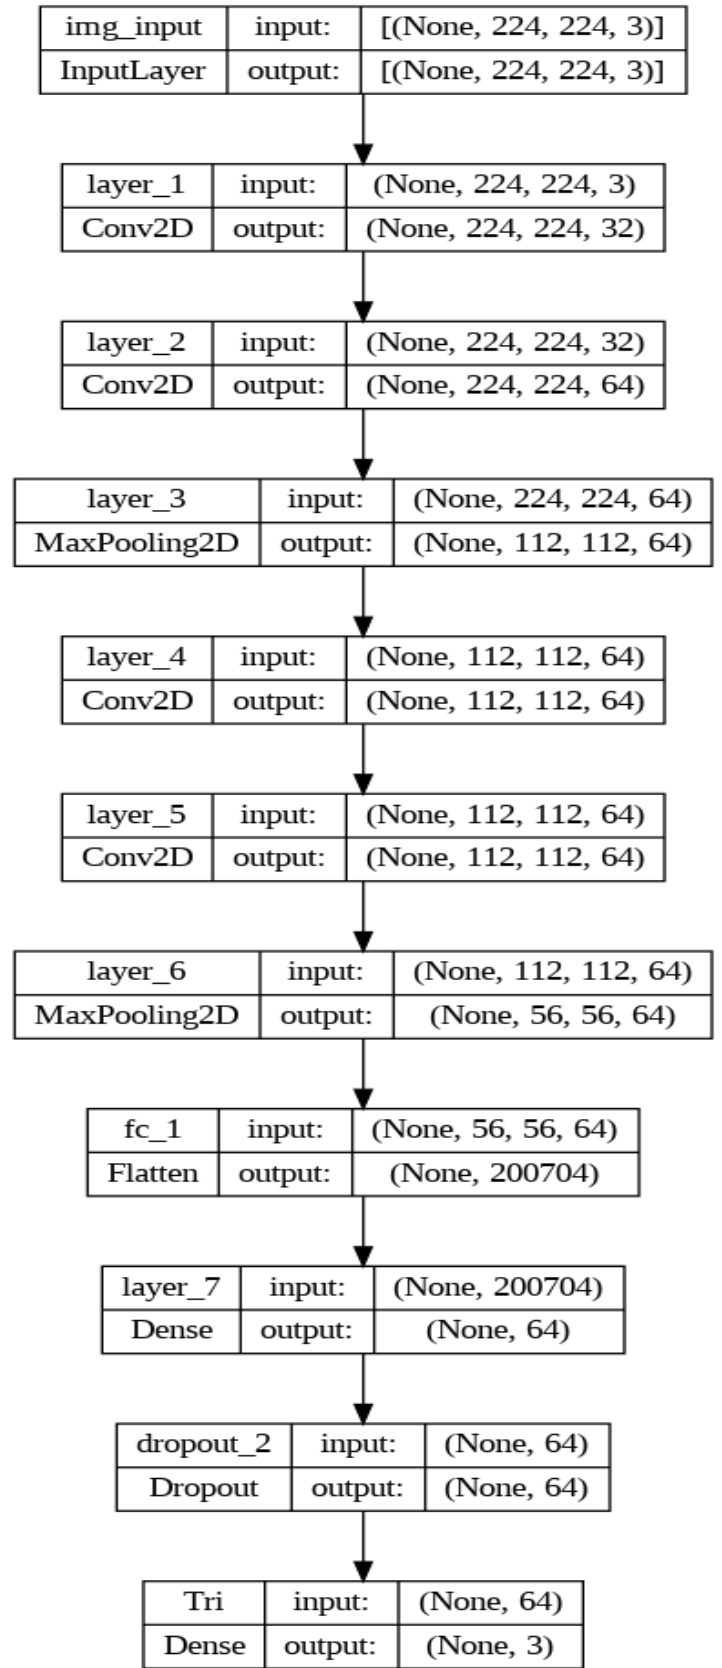 img_input input: [(None, 224, 224, 3)]
InputLayer output: [(None, 224, 224, 3)]
layer_1 input: (None, 224, 224, 3)
Conv2D output: (None, 224, 224, 32)
layer_2 input: (None, 224, 224, 32)
Conv2D output: (None, 224, 224, 64)
layer_3 input: (None, 224, 224, 64)
MaxPooling2D output: (None, 112, 112, 64)
layer_4 input: (None, 112, 112, 64)
Conv2D output: (None, 112, 112, 64)
layer_5 input: (None, 112, 112, 64)
Conv2D output: (None, 112, 112, 64)
layer_6 input: (None, 112, 112, 64)
MaxPooling2D output: (None, 56, 56, 64)
fc_1 input: (None, 56, 56, 64)
Flatten output: (None, 200704)
layer_7 input: (None, 200704)
Dense output: (None, 64)
dropout_2 input: (None, 64)
Dropout output: (None, 64)
Tri input: (None, 64)
Dense output: (None, 3)